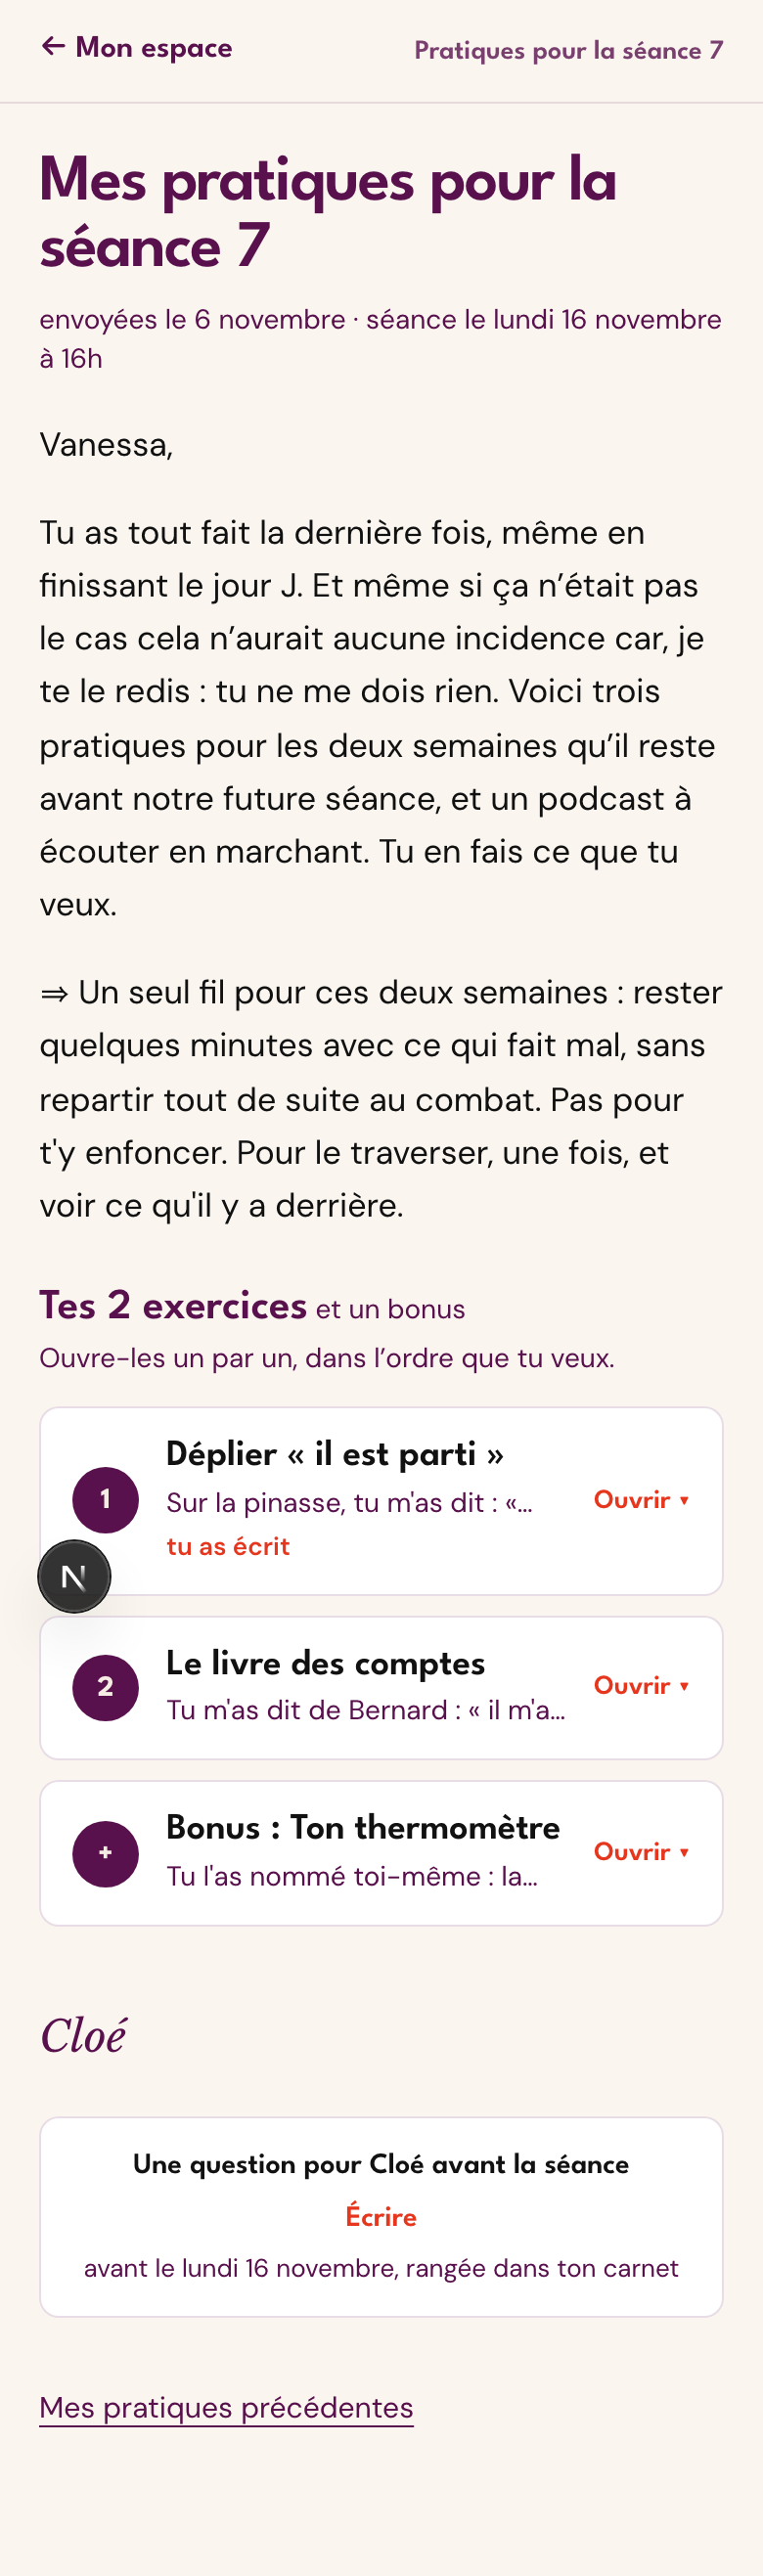 ← Mon espace
Pratiques pour la séance 7
Mes pratiques pour la
séance 7
envoyées le 6 novembre · séance le lundi 16 novembre
à 16h
Vanessa,
Tu as tout fait la dernière fois, même en
finissant le jour J. Et même si ça n’était pas
le cas cela n’aurait aucune incidence car, je
te le redis : tu ne me dois rien. Voici trois
pratiques pour les deux semaines qu’il reste
avant notre future séance, et un podcast à
écouter en marchant. Tu en fais ce que tu
veux.
⇒ Un seul fil pour ces deux semaines : rester
quelques minutes avec ce qui fait mal, sans
repartir tout de suite au combat. Pas pour
t'y enfoncer. Pour le traverser, une fois, et
voir ce qu'il y a derrière.
Tes 2 exercices et un bonus
Ouvre-les un par un, dans l’ordre que tu veux.
1
Déplier « il est parti »
Sur la pinasse, tu m'as dit : «...
tu as écrit
Ouvrir ▾
N
2
Le livre des comptes
Tu m'as dit de Bernard : « il m'a...
Ouvrir ▾
+
Bonus : Ton thermomètre
Tu l'as nommé toi-même : la...
Ouvrir ▾
Cloé
Une question pour Cloé avant la séance
Écrire
avant le lundi 16 novembre, rangée dans ton carnet
Mes pratiques précédentes